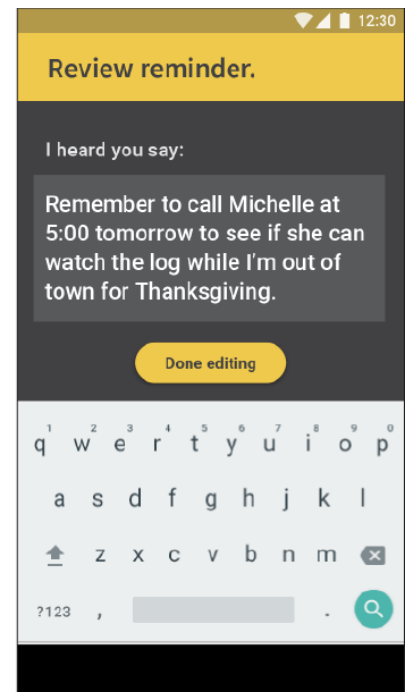 12:30
Review reminder.
I heard you say:
Remember to call Michelle at
5:00 tomorrow to see if she can
watch the log while I'm out of
town for Thanksgiving.
Done editing
1 2 3 4 5 6 7 8 9 0
q w e r t y u i o p
a s d f g h j k l
z x c v b n m
?123 , .